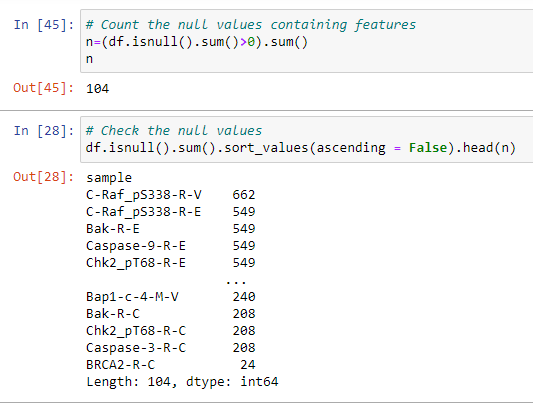 In [45]: # Count the null values containing features
n=(df.isnull().sum()>0).sum()
n
Out[45]: 104
In [28]: # Check the null values
df.isnull().sum().sort_values(ascending = False).head(n)
Out[28]: sample
C-Raf_pS338-R-V 662
C-Raf_pS338-R-E 549
Bak-R-E 549
Caspase-9-R-E 549
Chk2_pT68-R-E 549
...
Bap1-c-4-M-V 240
Bak-R-C 208
Chk2_pT68-R-C 208
Caspase-3-R-C 208
BRCA2-R-C 24
Length: 104, dtype: int64